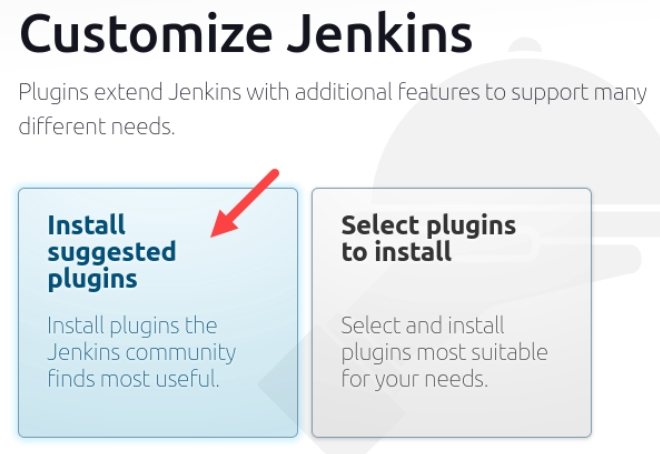 Customize Jenkins
Plugins extend Jenkins with additional features to support many
different needs.
Install
suggested
plugins
Install plugins the
Jenkins community
finds most useful.
Select plugins
to install
Select and install
plugins most suitable
for your needs.